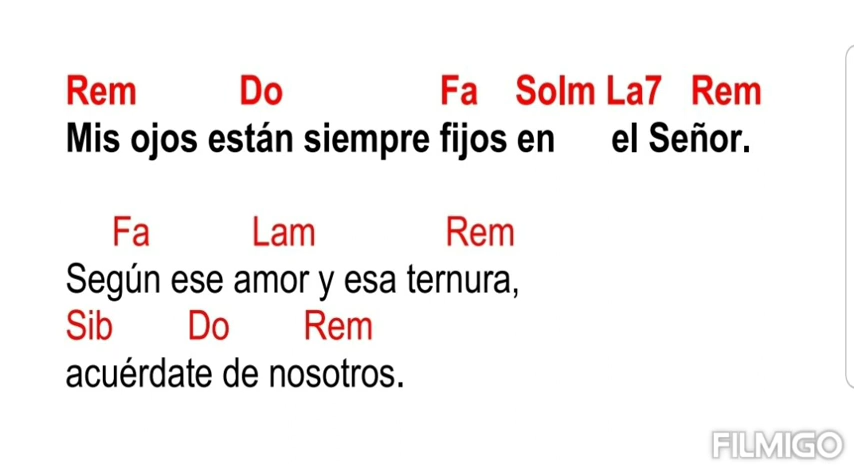 Rem Do Fa Solm La7 Rem
Mis ojos están siempre fijos en el Señor.
Fa Lam Rem
Según ese amor y esa ternura,
Sib Do Rem
acuérdate de nosotros.
FILMIGO